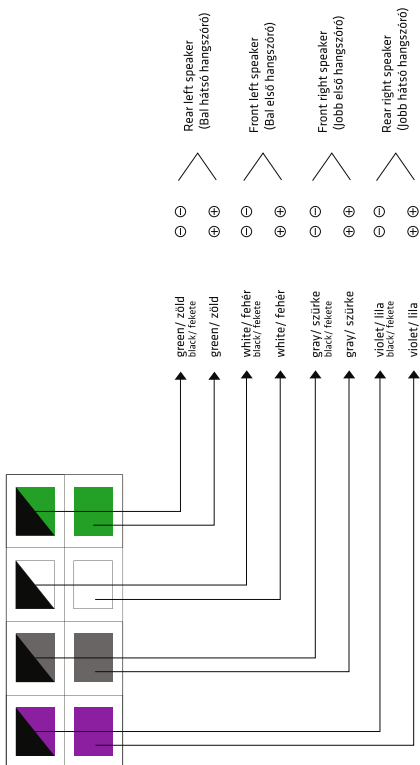 Rear left speaker
(Bal hátsó hangszóró)
Front left speaker
(Bal első hangszóró)
Front right speaker
(Jobb első hangszóró)
Rear right speaker
(Jobb hátsó hangszóró)
⊖ ⊖
⊕ ⊕
⊖ ⊖
⊕ ⊕
⊖ ⊖
⊕ ⊕
⊖ ⊖
⊕ ⊕
green/ zöld
black/ fekete
green/ zöld
white/ fehér
black/ fekete
white/ fehér
gray/ szürke
black/ fekete
gray/ szürke
violet/ lila
black/ fekete
violet/ lila